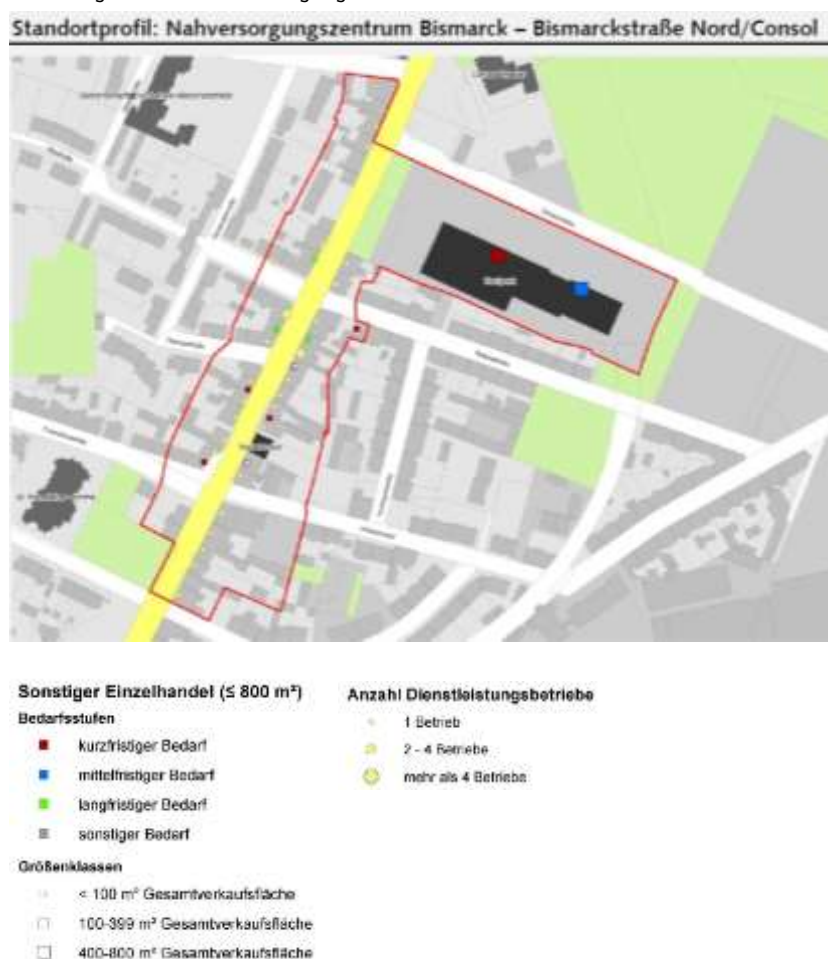 Standortprofil: Nahversorgungszentrum Bismarck – Bismarckstraße Nord/Consol
Sonstiger Einzelhandel (≤ 800 m²)
Bedarfsstufen
kurzfristiger Bedarf
mittelfristiger Bedarf
langfristiger Bedarf
sonstiger Bedarf
Größenklassen
< 100 m² Gesamtverkaufsfläche
100-399 m² Gesamtverkaufsfläche
400-800 m² Gesamtverkaufsfläche
Anzahl Dienstleistungsbetriebe
1 Betrieb
2 - 4 Betriebe
mehr als 4 Betriebe